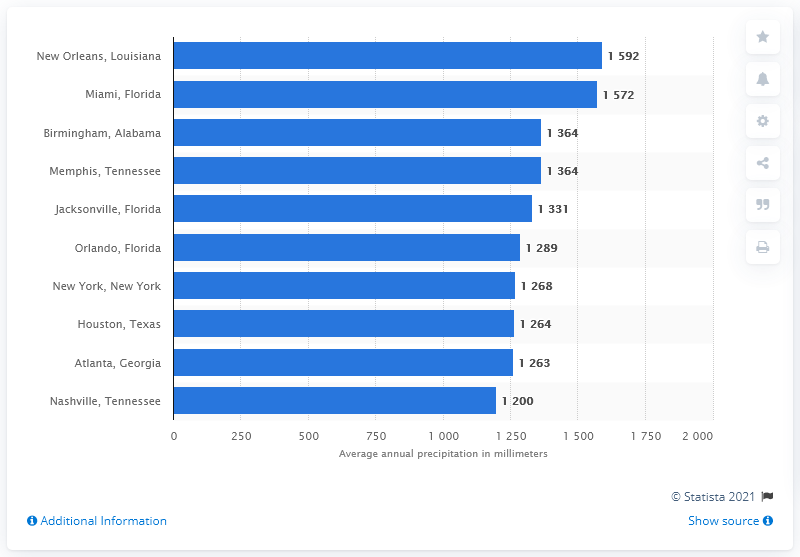 New Orleans, Louisiana 1 592
Miami, Florida 1 572
Birmingham, Alabama 1 364
Memphis, Tennessee 1 364
Jacksonville, Florida 1 331
Orlando, Florida 1 289
New York, New York 1 268
Houston, Texas 1 264
Atlanta, Georgia 1 263
Nashville, Tennessee 1 200
0 250 500 750 1 000 1 250 1 500 1 750 2 000
Average annual precipitation in millimeters
© Statista 2021
Additional Information Show source